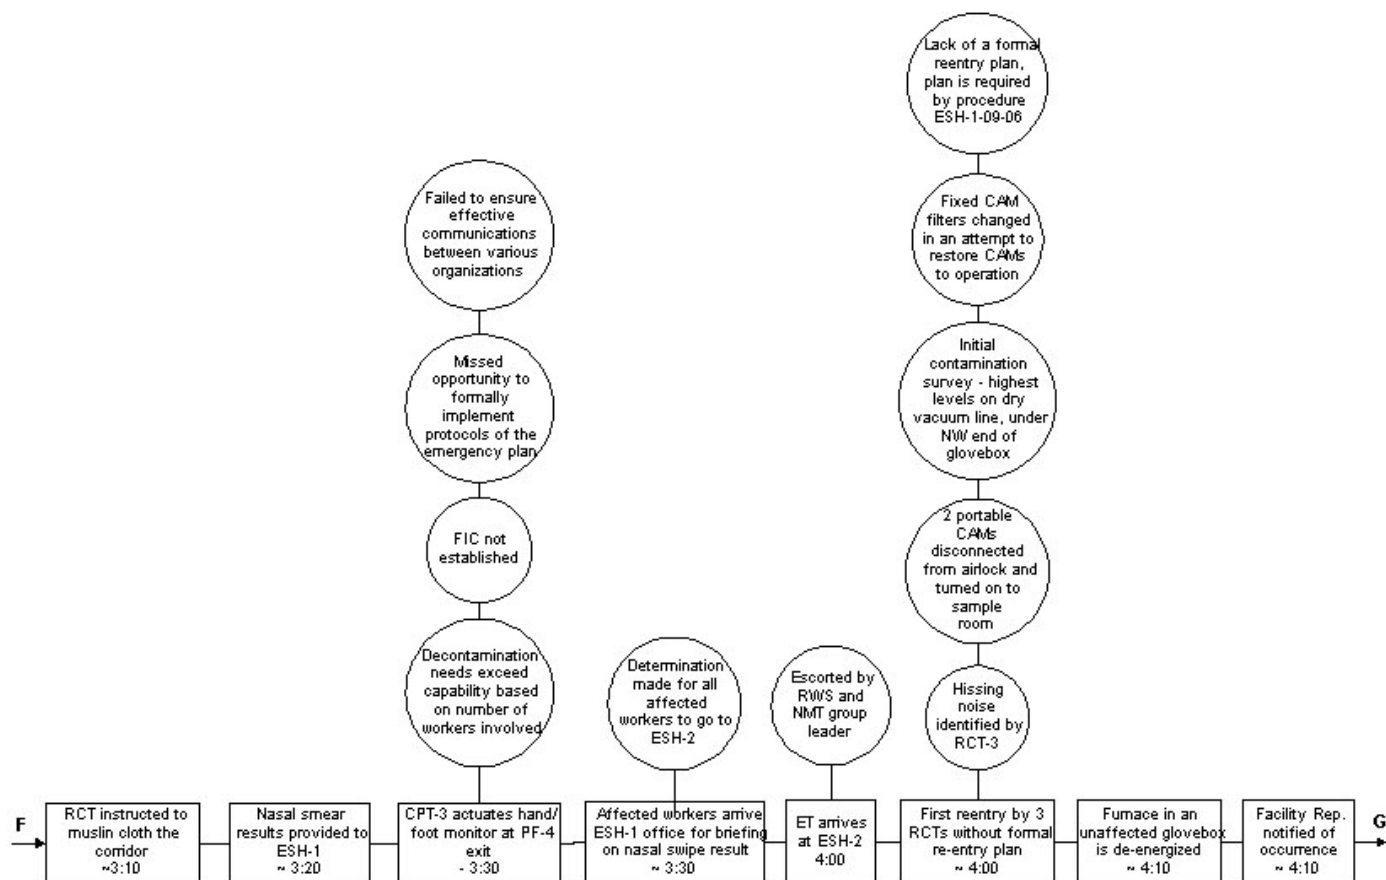 Lack of a formal
reentry plan,
plan is required
by procedure
ESH-1-09-06
Failed to ensure
effective
communications
between various
organizations
Fixed CAM
filters changed
in an attempt to
restore CAMs
to operation
Missed
opportunity to
formally
implement
protocols of the
emergency plan
Initial
contamination
survey - highest
levels on dry
vacuum line, under
NW end of
glovebox
FIC not
established
2 portable
CAMs
disconnected
from airlock and
turned on to
sample
room
Decontamination
needs exceed
capability based
on number of
workers involved
Determination
made for all
affected
workers to go to
ESH-2
Escorted by
RWS and
NMT group
leader
Hissing
noise
identified by
RCT-3
F
RCT instructed to
muslin cloth the
corridor
~3:10
Nasal smear
results provided to
ESH-1
~ 3:20
CPT-3 actuates hand/
foot monitor at PF-4
exit
- 3:30
Affected workers arrive
ESH-1 office for briefing
on nasal swipe result
~ 3:30
ET arrives
at ESH-2
4:00
First reentry by 3
RCTs without formal
re-entry plan
~ 4:00
Furnace in an
unaffected glovebox
is de-energized
~ 4:10
Facility Rep.
notified of
occurrence
~ 4:10
G